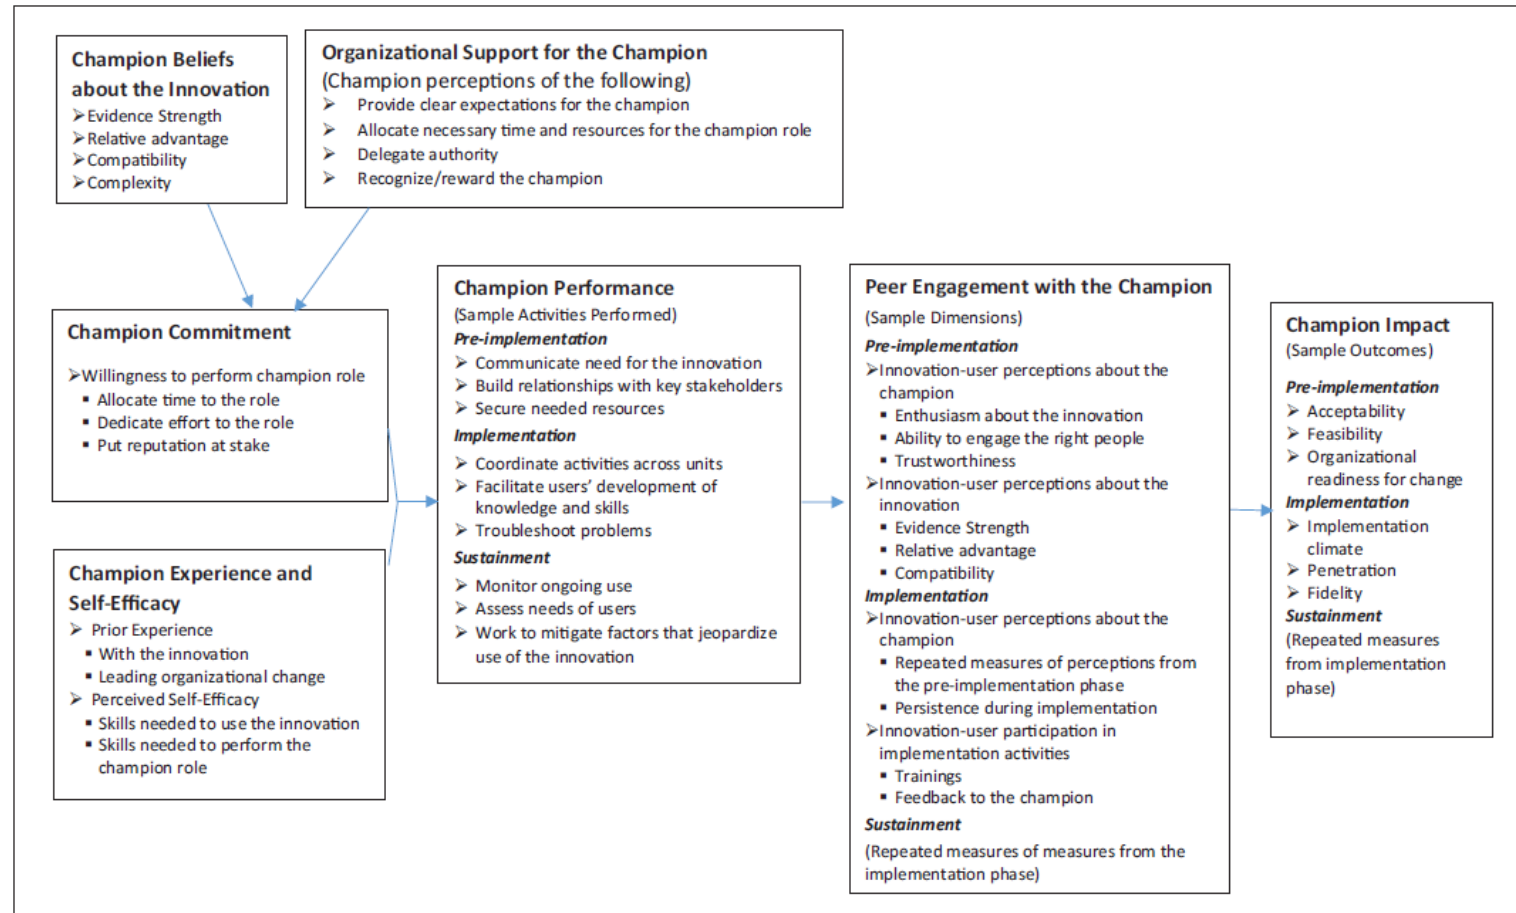 Champion Beliefs
about the Innovation
➢Evidence Strength
➢Relative advantage
➢Compatibility
➢Complexity
Organizational Support for the Champion
(Champion perceptions of the following)
➢ Provide clear expectations for the champion
➢ Allocate necessary time and resources for the champion role
➢ Delegate authority
➢ Recognize/reward the champion
Champion Commitment
➢Willingness to perform champion role
▪ Allocate time to the role
▪ Dedicate effort to the role
▪ Put reputation at stake
Champion Experience and
Self-Efficacy
➢ Prior Experience
▪ With the innovation
▪ Leading organizational change
➢ Perceived Self-Efficacy
▪ Skills needed to use the innovation
▪ Skills needed to perform the
champion role
Champion Performance
(Sample Activities Performed)
Pre-implementation
➢ Communicate need for the innovation
➢ Build relationships with key stakeholders
➢ Secure needed resources
Implementation
➢ Coordinate activities across units
➢ Facilitate users’ development of
knowledge and skills
➢ Troubleshoot problems
Sustainment
➢ Monitor ongoing use
➢ Assess needs of users
➢ Work to mitigate factors that jeopardize
use of the innovation
Peer Engagement with the Champion
(Sample Dimensions)
Pre-implementation
➢Innovation-user perceptions about the
champion
▪ Enthusiasm about the innovation
▪ Ability to engage the right people
▪ Trustworthiness
➢Innovation-user perceptions about the
innovation
▪ Evidence Strength
▪ Relative advantage
▪ Compatibility
Implementation
➢Innovation-user perceptions about the
champion
▪ Repeated measures of perceptions from
the pre-implementation phase
▪ Persistence during implementation
➢Innovation-user participation in
implementation activities
▪ Trainings
▪ Feedback to the champion
Sustainment
(Repeated measures of measures from the
implementation phase)
Champion Impact
(Sample Outcomes)
Pre-implementation
➢ Acceptability
➢ Feasibility
➢ Organizational
readiness for change
Implementation
➢ Implementation
climate
➢ Penetration
➢ Fidelity
Sustainment
(Repeated measures
from implementation
phase)